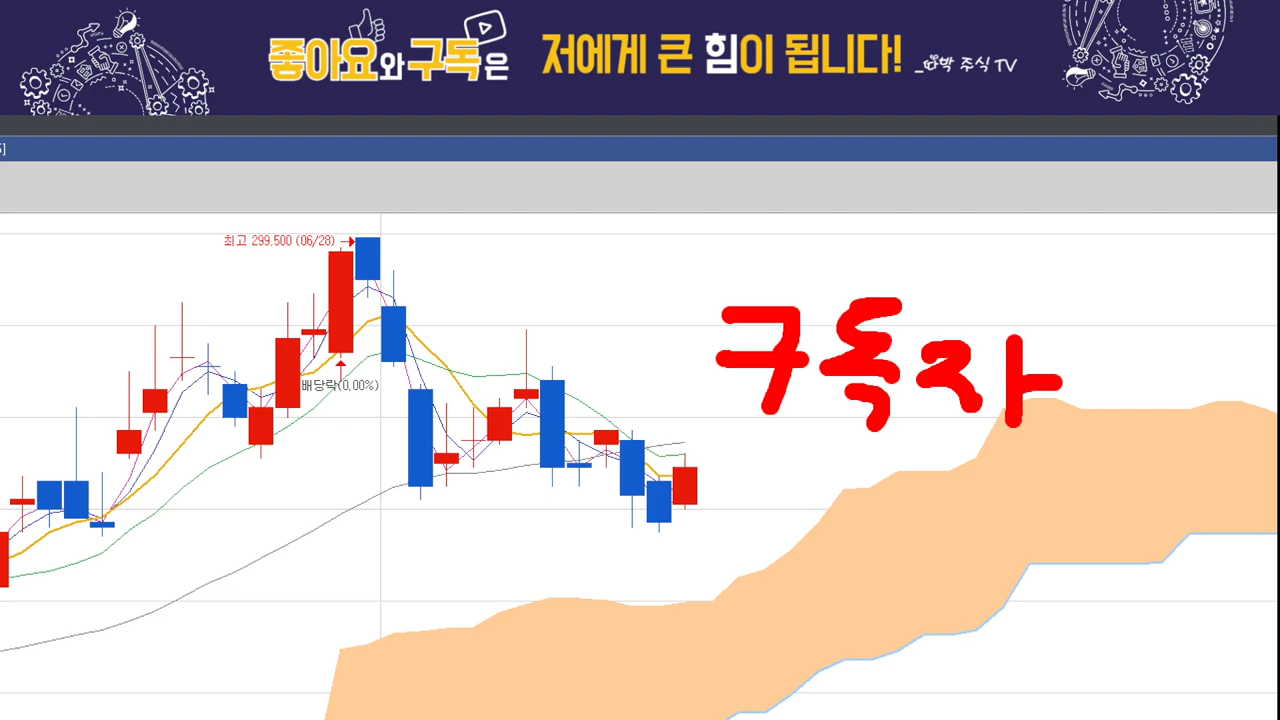 좋아요와 구독은 저에게 큰 힘이 됩니다! 박 주식 TV
최고 299,500 (06/28)
구독자
배당락(0.00%)